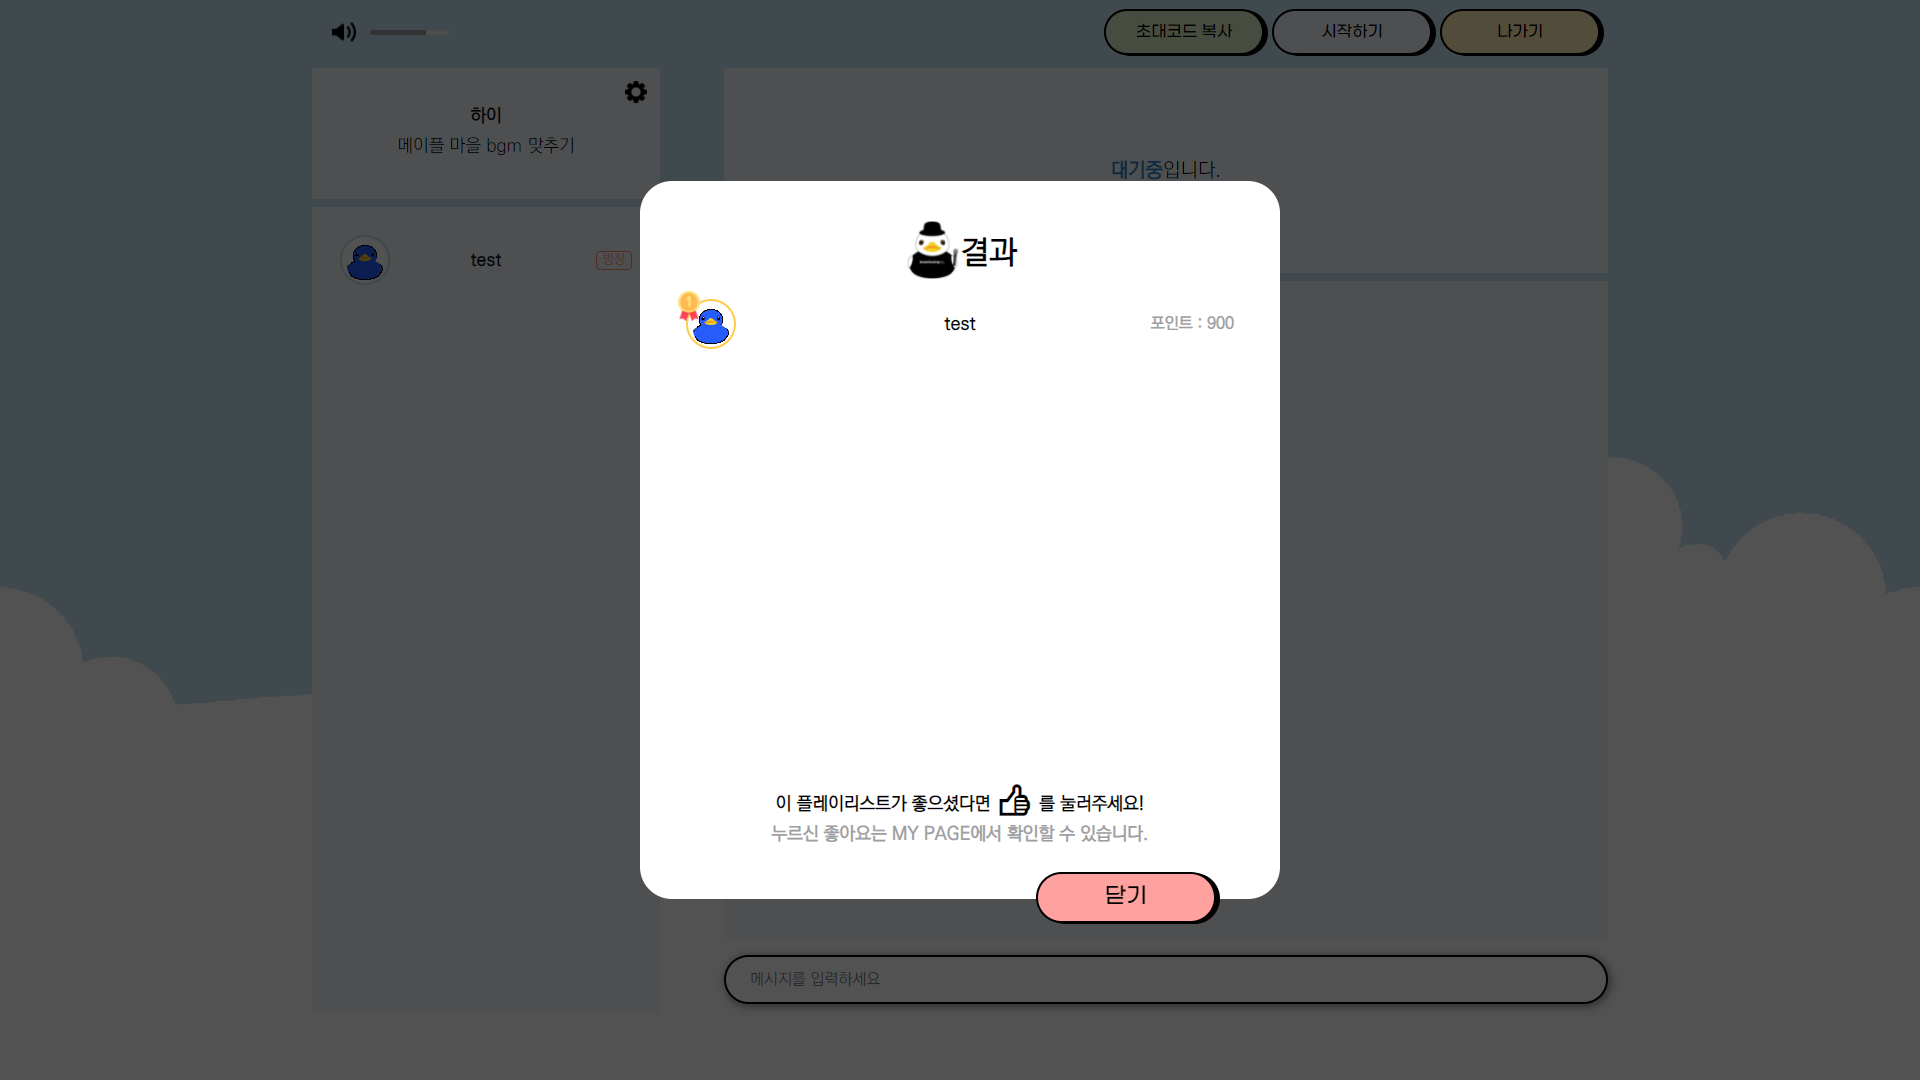 초대코드 복사
시작하기
나가기
하이
메이플 마을 bgm 맞추기
대기중입니다.
test
방장
결과
1
test
포인트 : 900
이 플레이리스트가 좋으셨다면 를 눌러주세요!
누르신 좋아요는 MY PAGE에서 확인할 수 있습니다.
닫기
메시지를 입력하세요